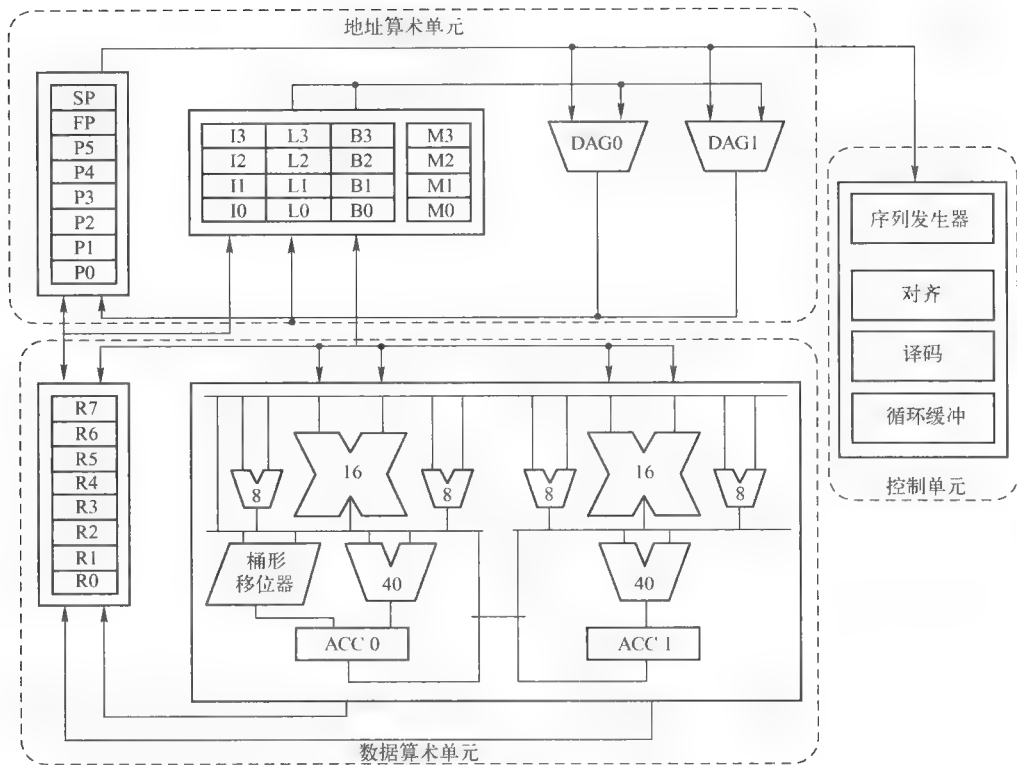 地址算术单元
SP
FP
P5
P4
P3
P2
P1
P0
I3 L3 B3 M3
I2 L2 B2 M2
I1 L1 B1 M1
I0 L0 B0 M0
DAG0 DAG1
序列发生器
对齐
译码
循环缓冲
控制单元
R7
R6
R5
R4
R3
R2
R1
R0
8 16 8 8 16 8
桶形
移位器
40 40
ACC 0 ACC 1
数据算术单元